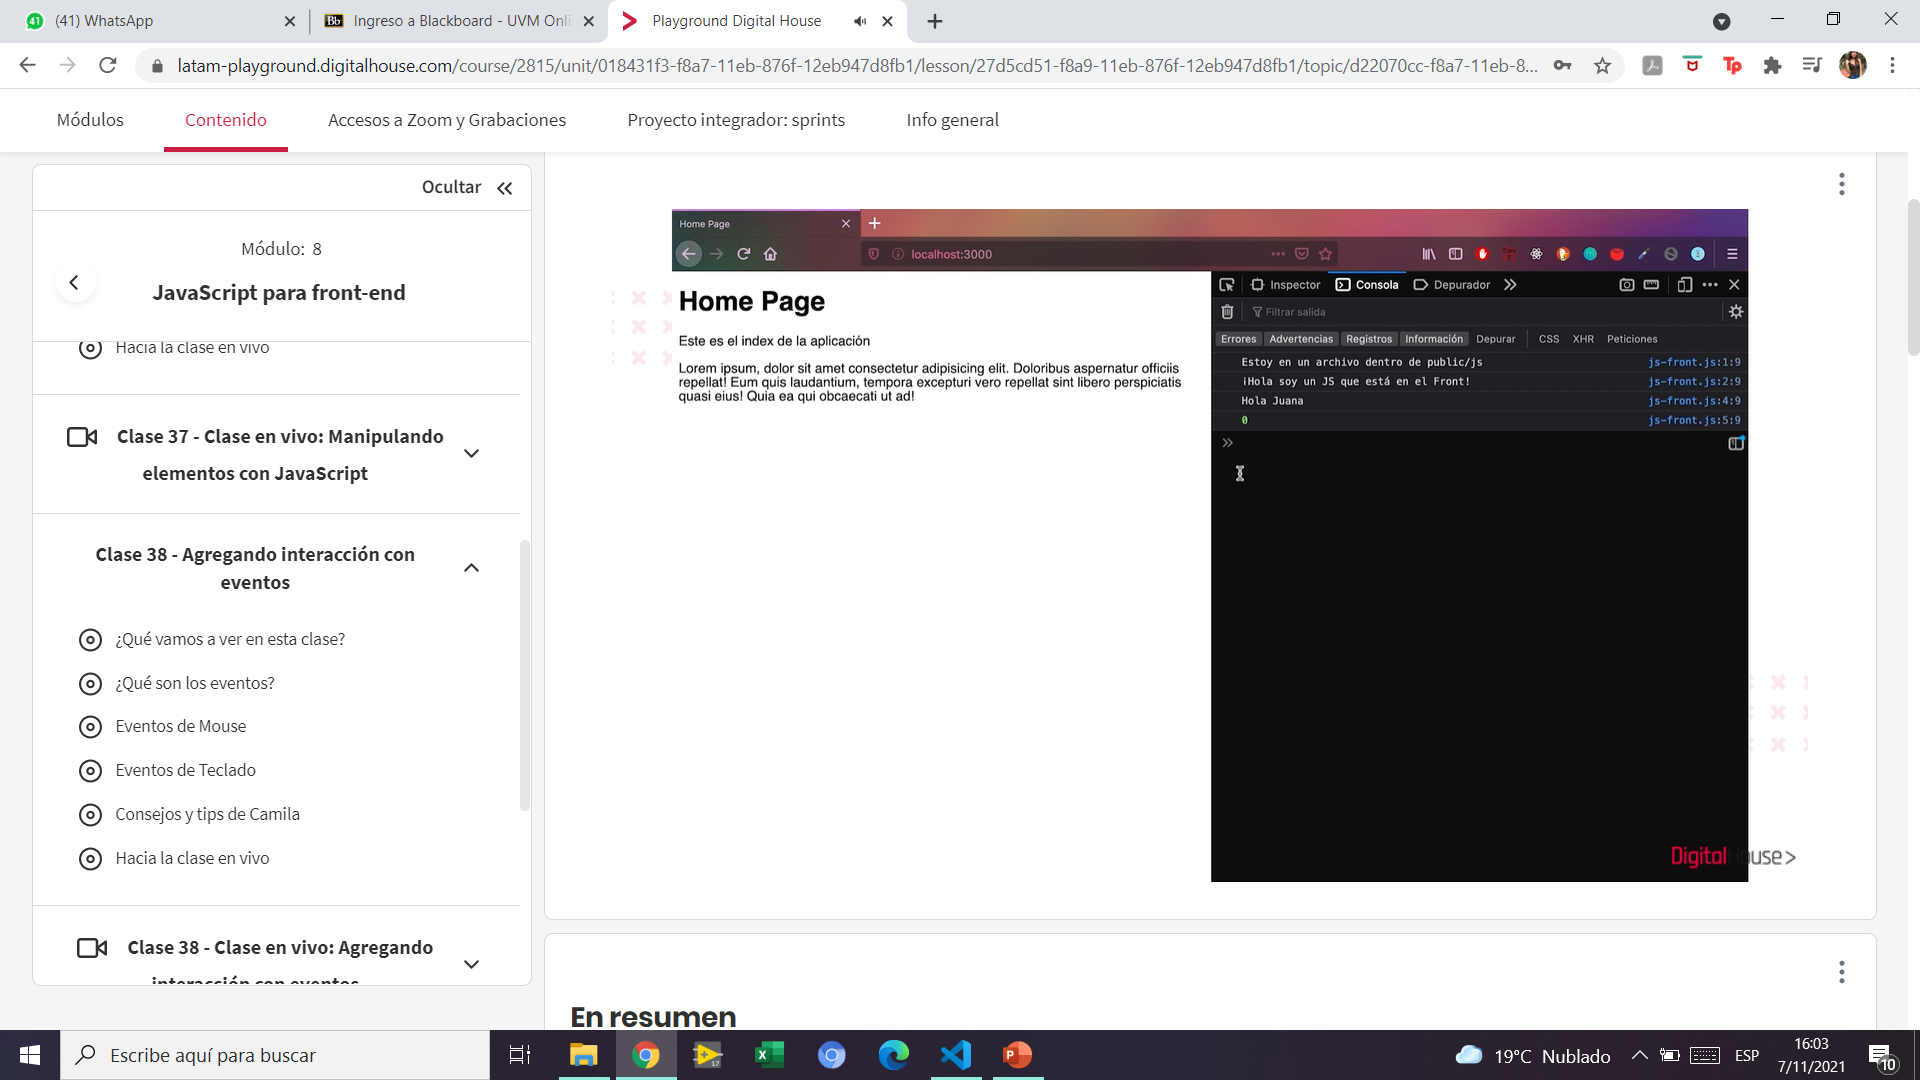 (41) WhatsApp
Ingreso a Blackboard - UVM Onli
Playground Digital House
latam-playground.digitalhouse.com/course/2815/unit/018431f3-f8a7-11eb-876f-12eb947d8fb1/lesson/27d5cd51-f8a9-11eb-876f-12eb947d8fb1/topic/d22070cc-f8a7-11eb-8...
Módulos
Contenido
Accesos a Zoom y Grabaciones
Proyecto integrador: sprints
Info general
Ocultar
Módulo: 8
JavaScript para front-end
Hacia la clase en vivo
Clase 37 - Clase en vivo: Manipulando
elementos con JavaScript
Clase 38 - Agregando interacción con
eventos
¿Qué vamos a ver en esta clase?
¿Qué son los eventos?
Eventos de Mouse
Eventos de Teclado
Consejos y tips de Camila
Hacia la clase en vivo
Clase 38 - Clase en vivo: Agregando
interacción con eventos
Home Page
localhost:3000
Home Page
Este es el index de la aplicación
Lorem ipsum, dolor sit amet consectetur adipisicing elit. Doloribus aspernatur officiis
repellat! Eum quis laudantium, tempora excepturi vero repellat sint libero perspiciatis
quasi eius! Quia ea qui obcaecati ut ad!
Inspector
Consola
Depurador
Filtrar salida
Errores
Advertencias
Registros
Información
Depurar
CSS
XHR
Peticiones
Estoy en un archivo dentro de public/js js-front.js:1:9
¡Hola soy un JS que está en el Front! js-front.js:2:9
Hola Juana js-front.js:4:9
0 js-front.js:5:9
DigitalHouse>
En resumen
Escribe aquí para buscar
19°C Nublado
ESP
16:03
7/11/2021
10